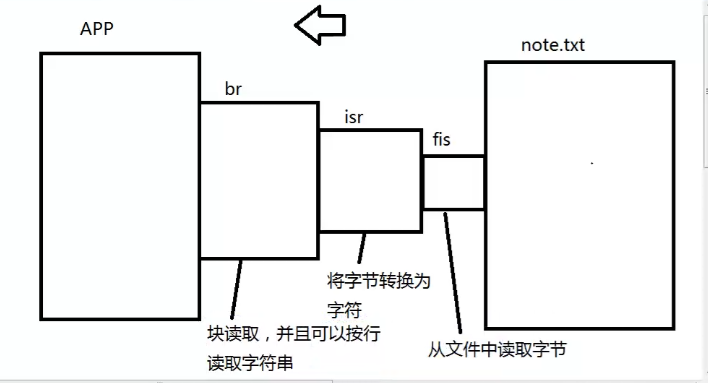 APP
note.txt
br
isr
fis
将字节转换为
字符
块读取，并且可以按行
读取字符串
从文件中读取字节